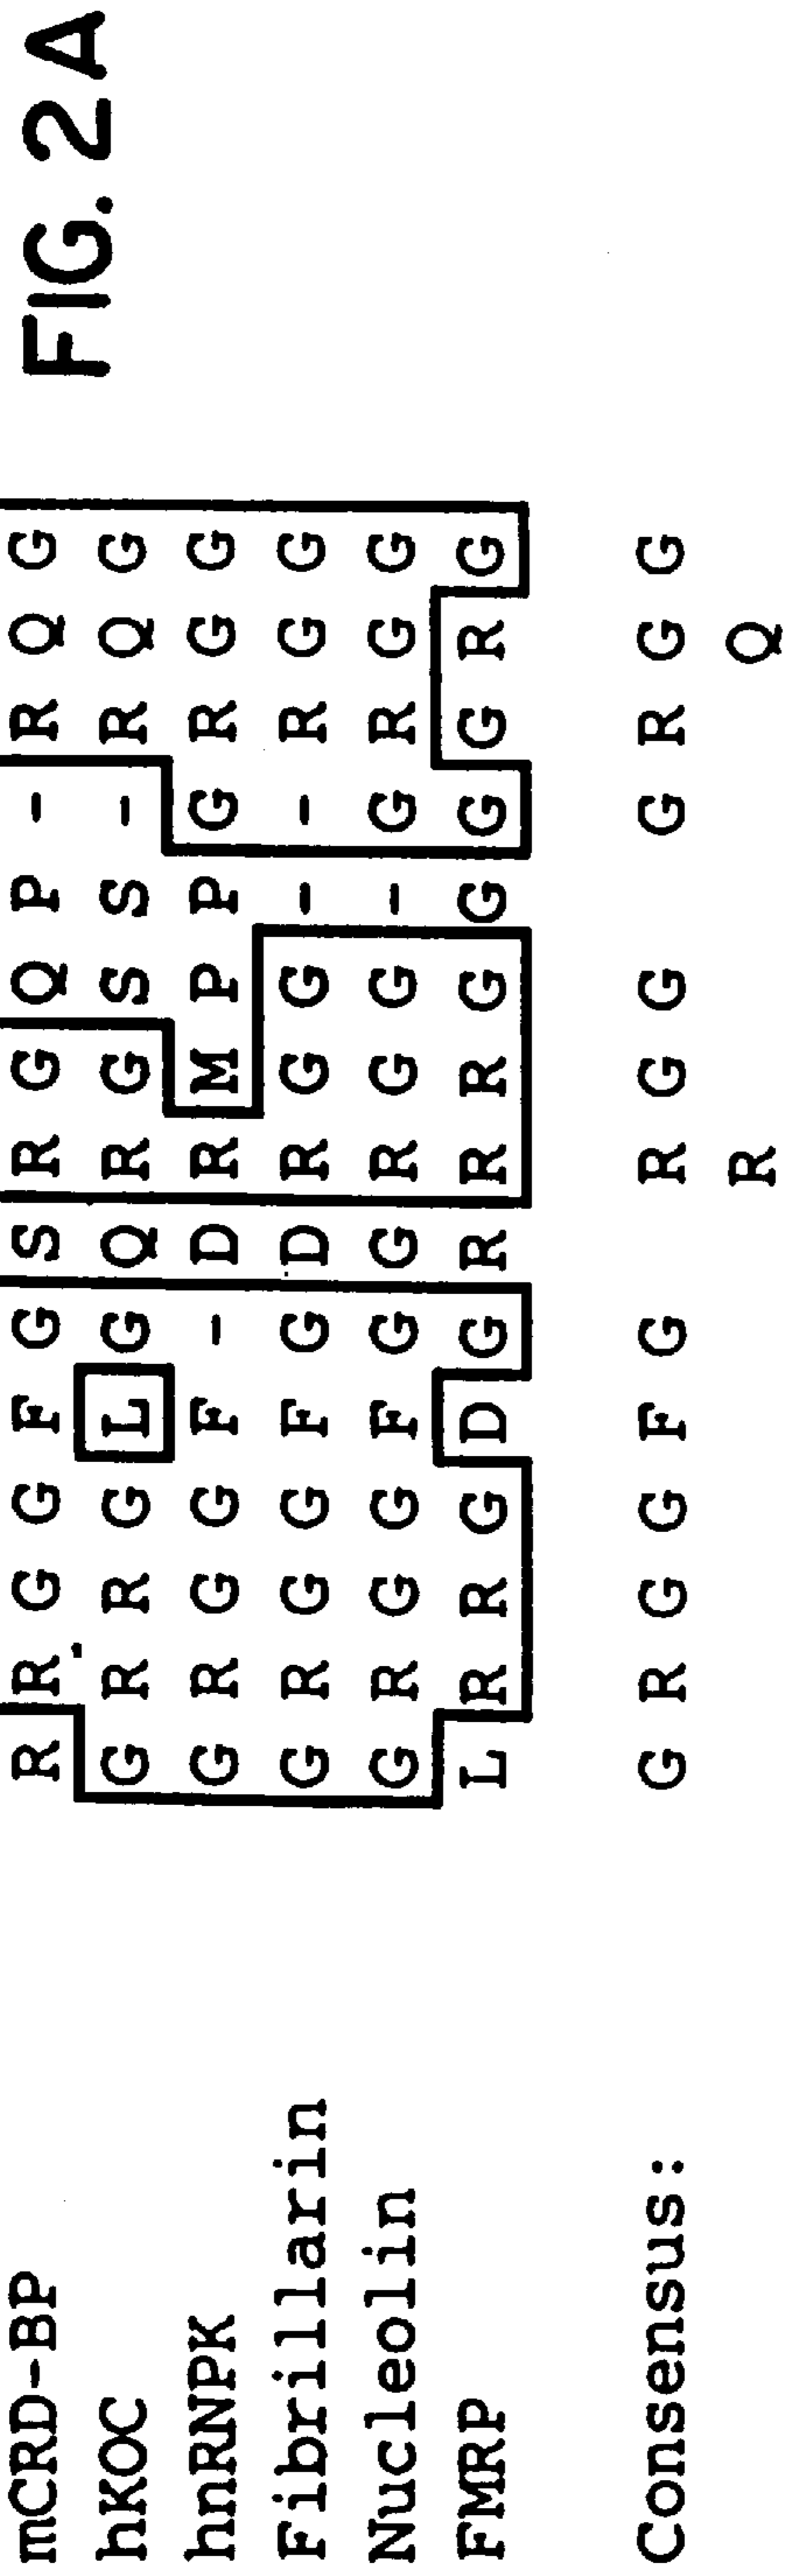 mCRD-BP R R G G F G S R G Q P - R Q G
hKOC G R R G L G Q R G S S - R Q G
hnRNPK G R G G F - D R M P P G R G G
Fibrillarin G R G G F G D R G G - - R G G
Nucleolin G R G G F G G R G G - G R G G
FMRP L R R G D G R R R G G G G R G
Consensus: G R G G F G R G G G R G G
R Q
FIG. 2A